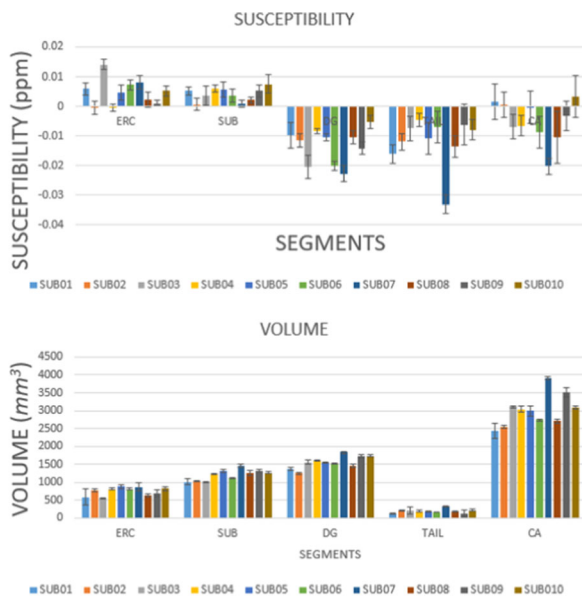 SUSCEPTIBILITY
SUSCEPTIBILITY (ppm)
0.02
0.01
0
-0.01
-0.02
-0.03
-0.04
ERC SUB DG TAIL CA
SEGMENTS
SUB01 SUB02 SUB03 SUB04 SUB05 SUB06 SUB07 SUB08 SUB09 SUB010
VOLUME
VOLUME (mm³)
4500
4000
3500
3000
2500
2000
1500
1000
500
0
ERC SUB DG TAIL CA
SEGMENTS
SUB01 SUB02 SUB03 SUB04 SUB05 SUB06 SUB07 SUB08 SUB09 SUB010